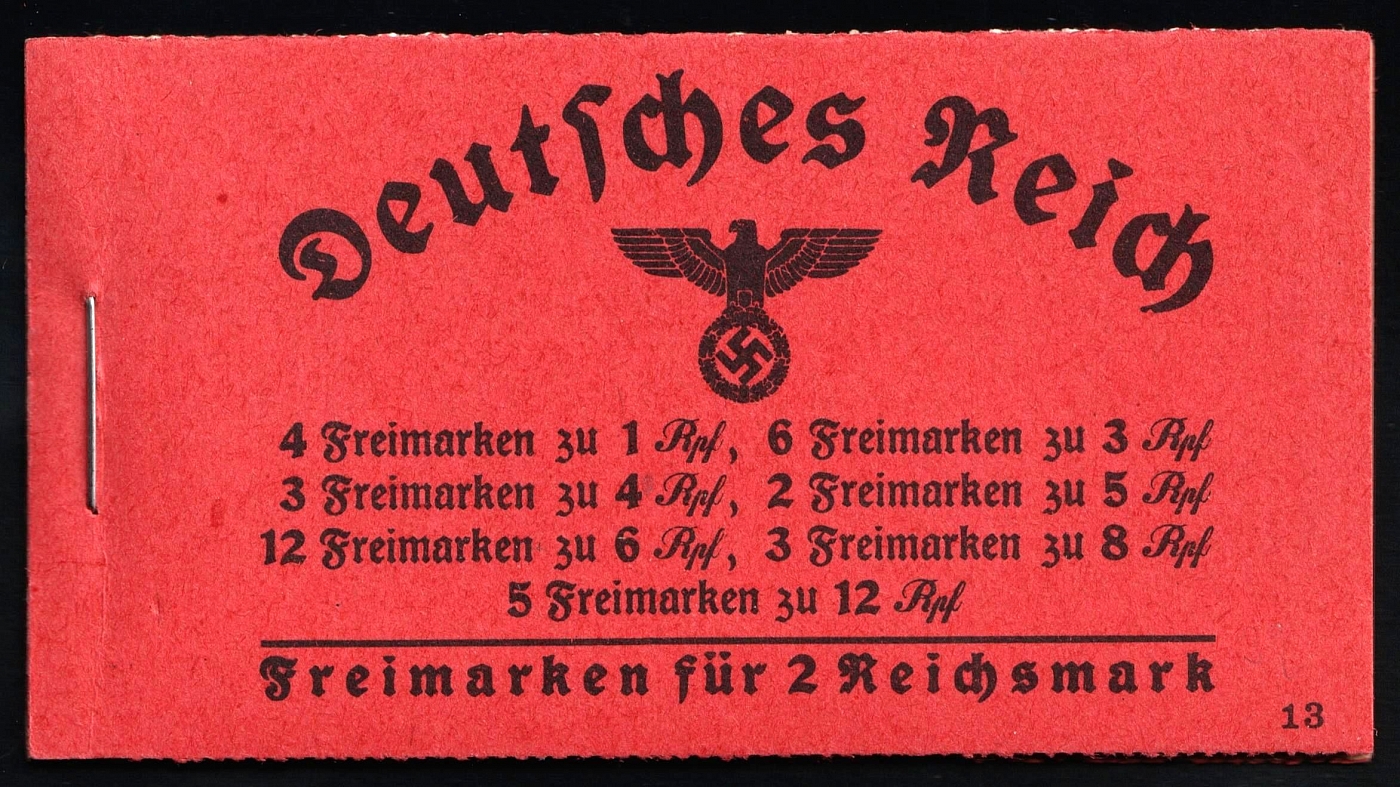 Deutsches Reich
4 Freimarken zu 1 Rpf, 6 Freimarken zu 3 Rpf
3 Freimarken zu 4 Rpf, 2 Freimarken zu 5 Rpf
12 Freimarken zu 6 Rpf, 3 Freimarken zu 8 Rpf
5 Freimarken zu 12 Rpf
Freimarken für 2 Reichsmark
13